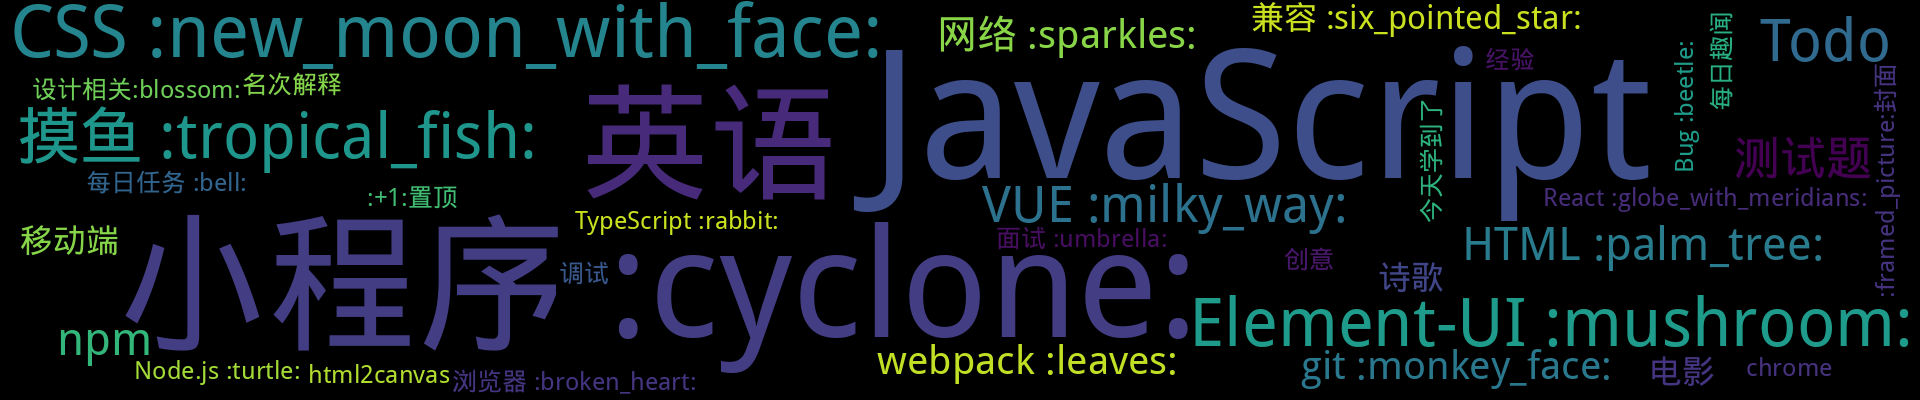 CSS :new_moon_with_face:
网络 :sparkles:
兼容 :six_pointed_star:
Todo
每日趣闻
经验
JavaScript
Bug :beetle:
设计相关:blossom:
名次解释
英语
摸鱼 :tropical_fish:
测试题
:framed_picture:封面
今天学到了
每日任务 :bell:
:+1:置顶
VUE :milky_way:
React :globe_with_meridians:
TypeScript :rabbit:
移动端
小程序 :cyclone:
面试 :umbrella:
HTML :palm_tree:
调试
创意
诗歌
Element-UI :mushroom:
npm
webpack :leaves:
git :monkey_face:
电影
chrome
Node.js :turtle:
html2canvas
浏览器 :broken_heart: